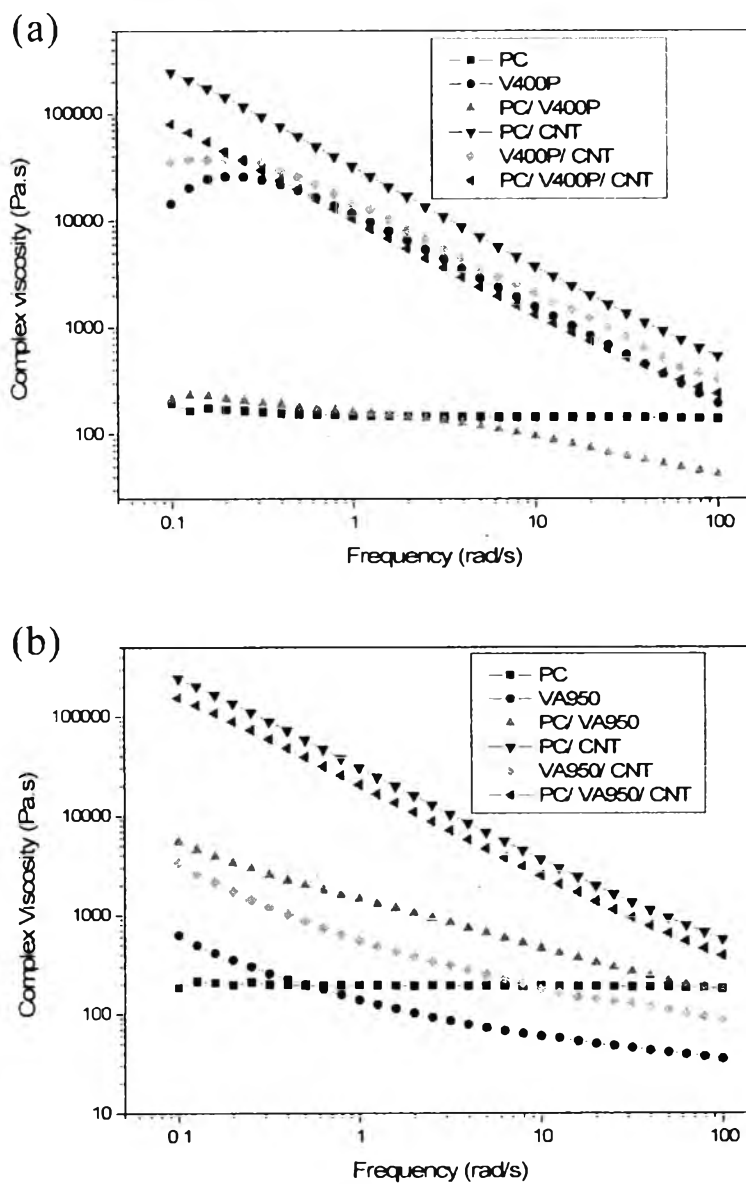 (a)
PC
V400P
PC/ V400P
PC/ CNT
V400P/ CNT
PC/ V400P/ CNT
100000
10000
1000
100
Complex viscosity (Pa.s)
0.1
1
10
100
Frequency (rad/s)
(b)
PC
VA950
PC/ VA950
PC/ CNT
VA950/ CNT
PC/ VA950/ CNT
100000
10000
1000
100
10
Complex Viscosity (Pa.s)
0 1
1
10
100
Frequency (rad/s)